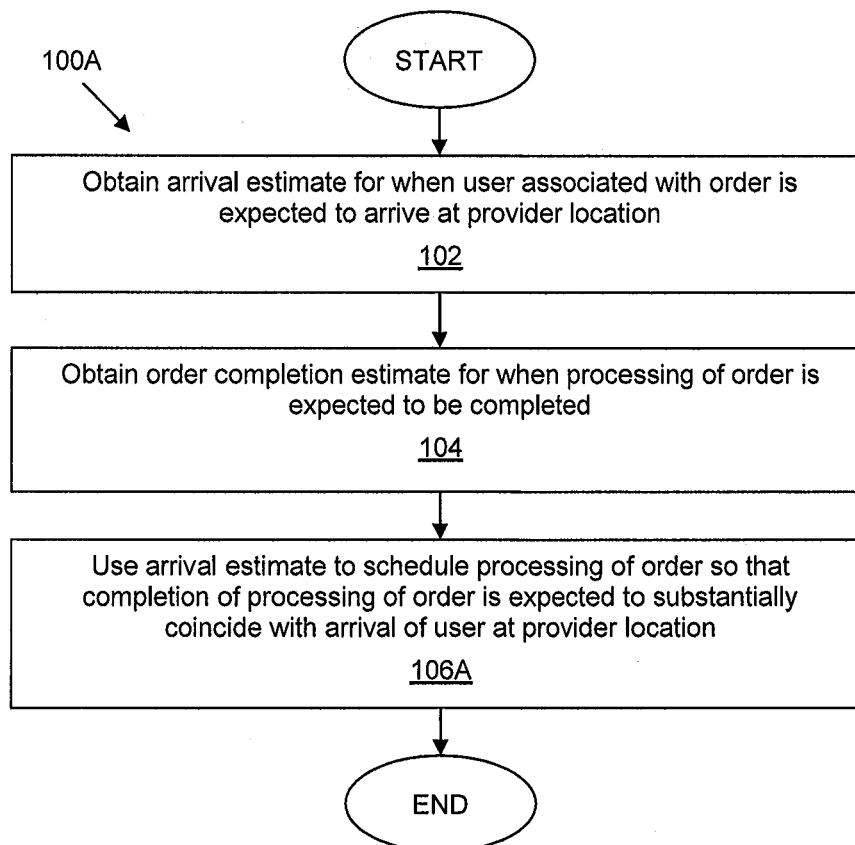 100A
START
Obtain arrival estimate for when user associated with order is
expected to arrive at provider location
102
Obtain order completion estimate for when processing of order is
expected to be completed
104
Use arrival estimate to schedule processing of order so that
completion of processing of order is expected to substantially
coincide with arrival of user at provider location
106A
END